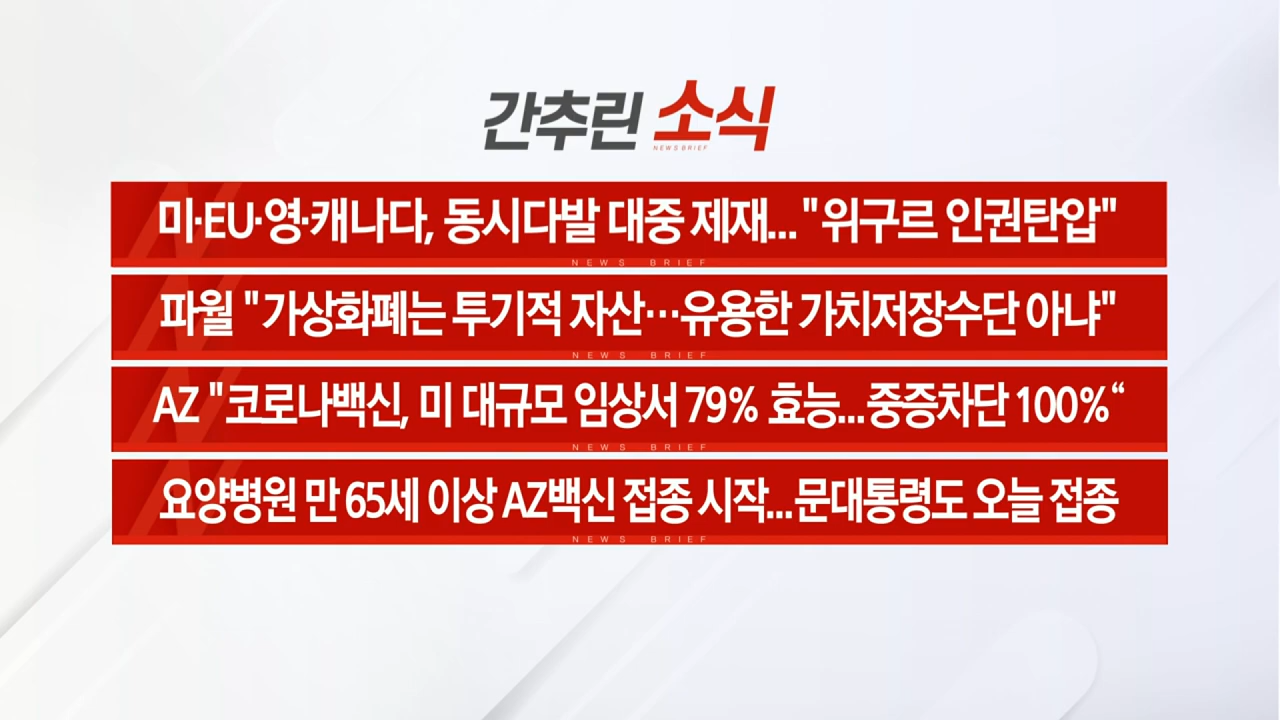 간추린 소식
NEWS BRIEF
미·EU·영·캐나다, 동시다발 대중 제재..."위구르 인권탄압"
NEWS BRIEF
파월 "가상화폐는 투기적 자산…유용한 가치저장수단 아냐"
NEWS BRIEF
AZ "코로나백신, 미 대규모 임상서 79% 효능...중증차단 100%“
NEWS BRIEF
요양병원 만 65세 이상 AZ백신 접종 시작...문대통령도 오늘 접종
NEWS BRIEF